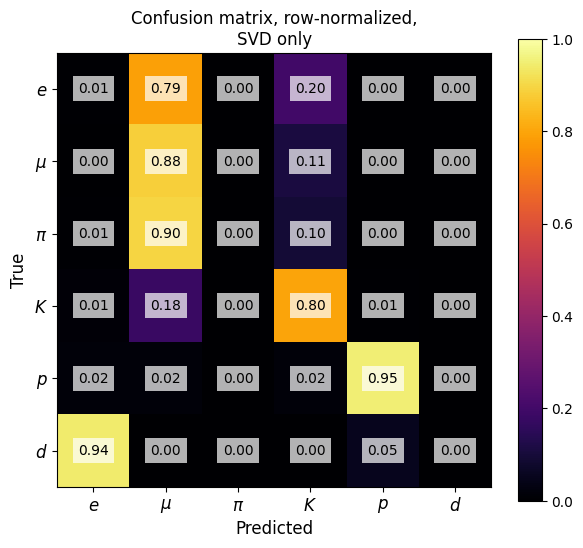 Confusion matrix, row-normalized,
SVD only
True
e 0.01 0.79 0.00 0.20 0.00 0.00
μ 0.00 0.88 0.00 0.11 0.00 0.00
π 0.01 0.90 0.00 0.10 0.00 0.00
K 0.01 0.18 0.00 0.80 0.01 0.00
p 0.02 0.02 0.00 0.02 0.95 0.00
d 0.94 0.00 0.00 0.00 0.05 0.00
e μ π K p d
Predicted
1.0
0.8
0.6
0.4
0.2
0.0